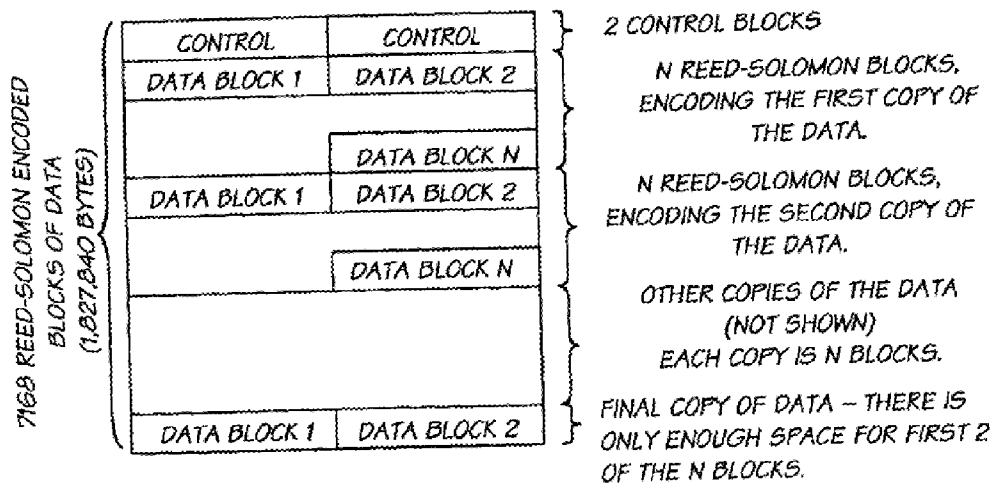 7168 REED-SOLOMON ENCODED
BLOCKS OF DATA
(1,827,840 BYTES)
CONTROL CONTROL
DATA BLOCK 1 DATA BLOCK 2
DATA BLOCK N
DATA BLOCK 1 DATA BLOCK 2
DATA BLOCK N
DATA BLOCK 1 DATA BLOCK 2
2 CONTROL BLOCKS
N REED-SOLOMON BLOCKS,
ENCODING THE FIRST COPY OF
THE DATA.
N REED-SOLOMON BLOCKS,
ENCODING THE SECOND COPY OF
THE DATA.
OTHER COPIES OF THE DATA
(NOT SHOWN)
EACH COPY IS N BLOCKS.
FINAL COPY OF DATA – THERE IS
ONLY ENOUGH SPACE FOR FIRST 2
OF THE N BLOCKS.